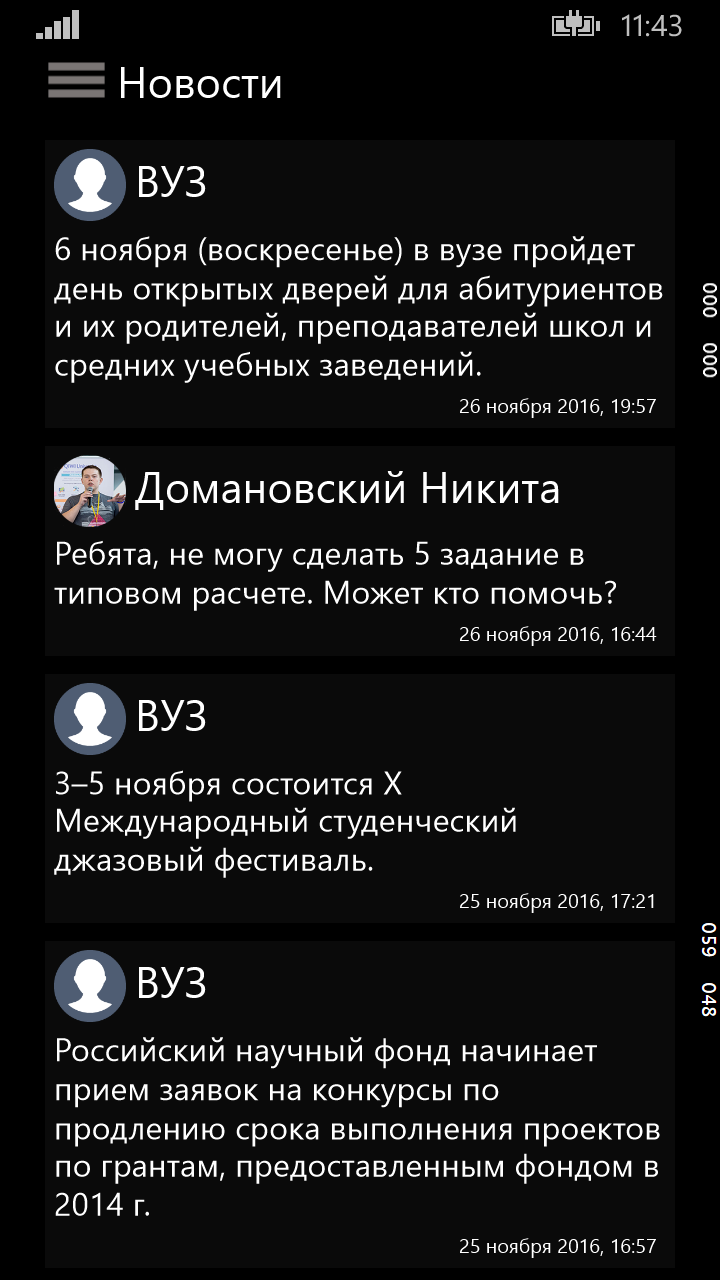 11:43
Новости
ВУЗ
6 ноября (воскресенье) в вузе пройдет
день открытых дверей для абитуриентов
и их родителей, преподавателей школ и
средних учебных заведений.
26 ноября 2016, 19:57
Домановский Никита
Ребята, не могу сделать 5 задание в
типовом расчете. Может кто помочь?
26 ноября 2016, 16:44
ВУЗ
3–5 ноября состоится X
Международный студенческий
джазовый фестиваль.
25 ноября 2016, 17:21
ВУЗ
Российский научный фонд начинает
прием заявок на конкурсы по
продлению срока выполнения проектов
по грантам, предоставленным фондом в
2014 г.
25 ноября 2016, 16:57
000 000
059 048